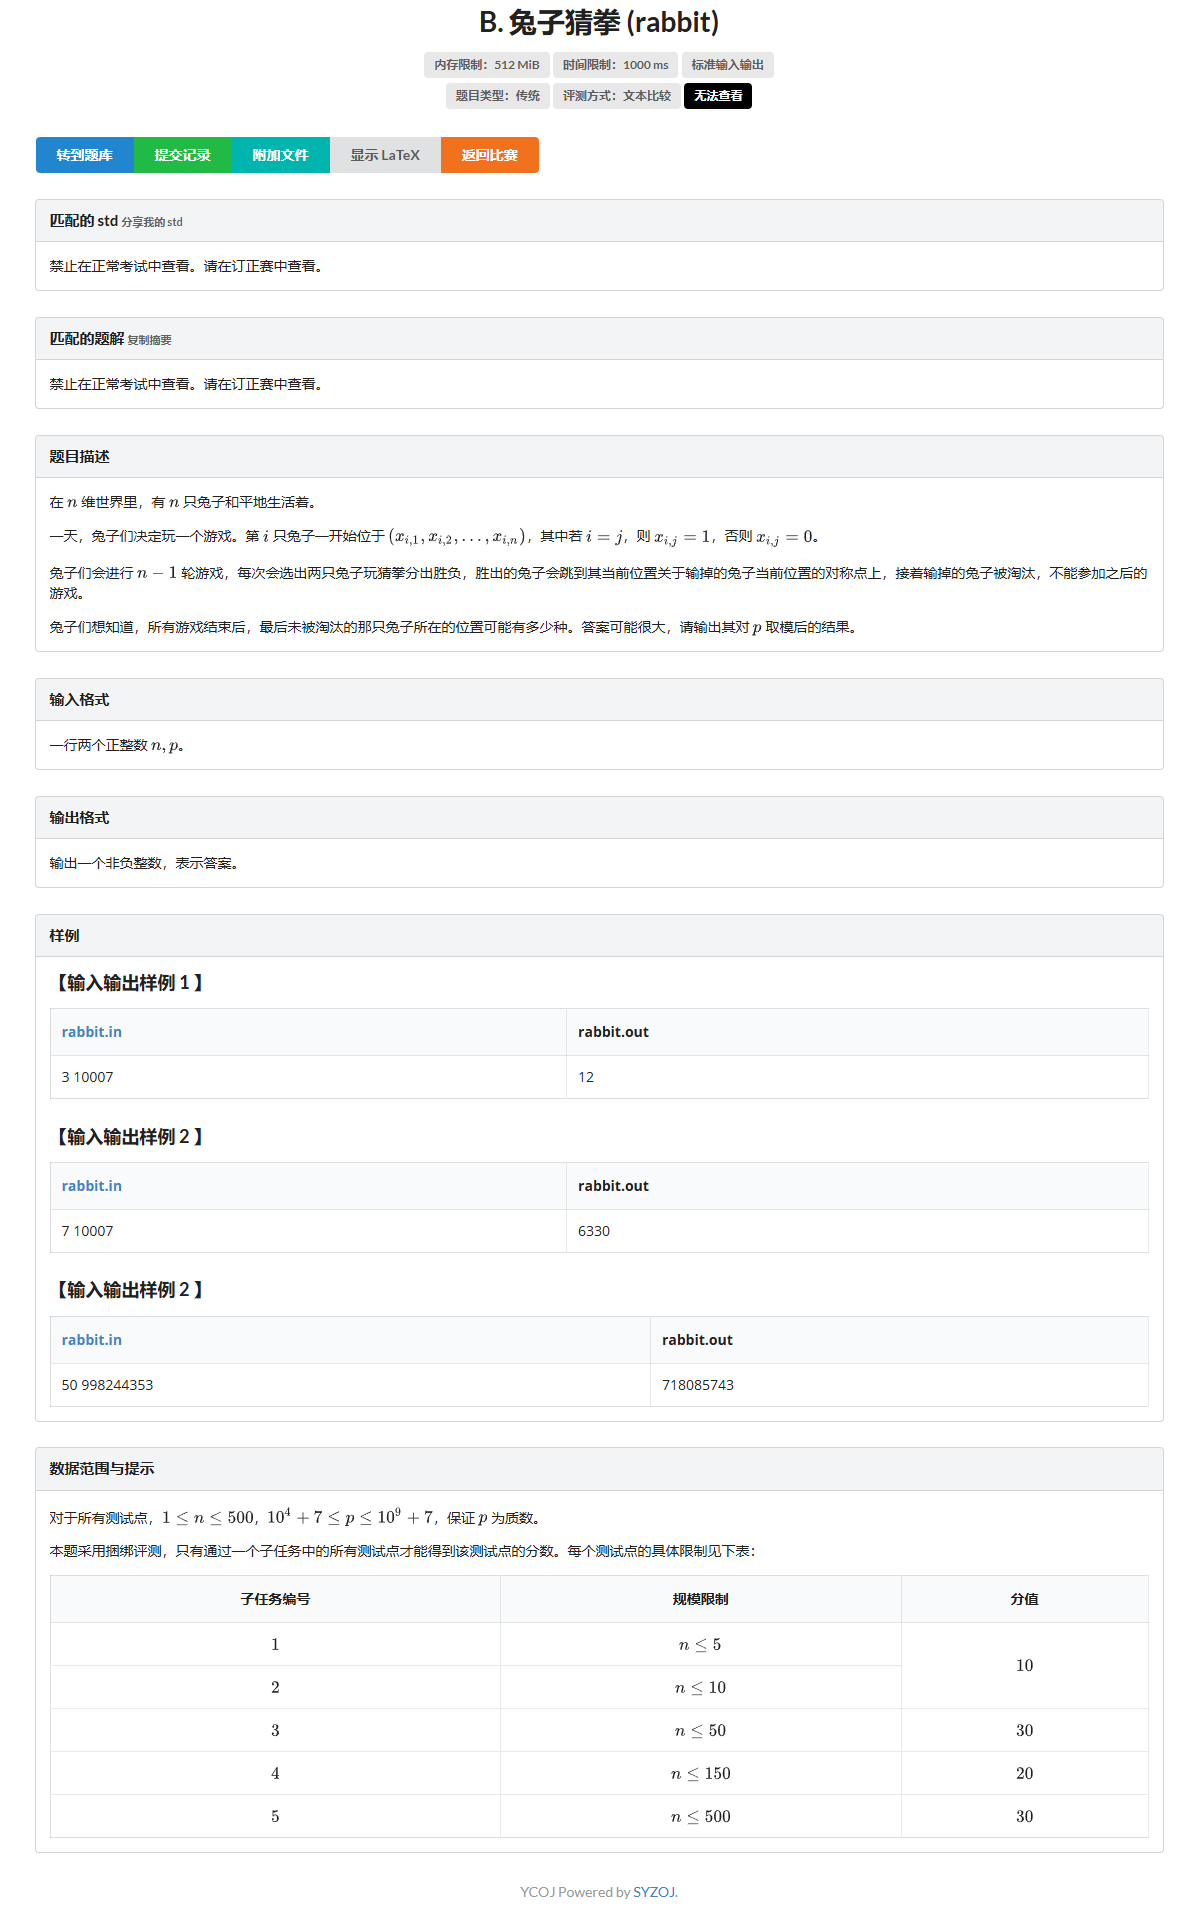 B. 兔子猜拳 (rabbit)
内存限制：512 MiB 时间限制：1000 ms 标准输入输出
题目类型：传统 评测方式：文本比较 无法查看
转到题库 提交记录 附加文件 显示 LaTeX 返回比赛
匹配的 std 分享我的 std
禁止在正常考试中查看。请在订正赛中查看。
匹配的题解 复制摘要
禁止在正常考试中查看。请在订正赛中查看。
题目描述
在 n 维世界里，有 n 只兔子和平地生活着。
一天，兔子们决定玩一个游戏。第 i 只兔子一开始位于 (x_{i,1}, x_{i,2}, …, x_{i,n})，其中若 i = j，则 x_{i,j} = 1，否则 x_{i,j} = 0。
兔子们会进行 n − 1 轮游戏，每次会选出两只兔子玩猜拳分出胜负，胜出的兔子会跳到其当前位置关于输掉的兔子当前位置的对称点上，接着输掉的兔子被淘汰，不能参加之后的
游戏。
兔子们想知道，所有游戏结束后，最后未被淘汰的那只兔子所在的位置可能有多少种。答案可能很大，请输出其对 p 取模后的结果。
输入格式
一行两个正整数 n, p。
输出格式
输出一个非负整数，表示答案。
样例
【输入输出样例 1 】
rabbit.in rabbit.out
3 10007 12
【输入输出样例 2 】
rabbit.in rabbit.out
7 10007 6330
【输入输出样例 2 】
rabbit.in rabbit.out
50 998244353 718085743
数据范围与提示
对于所有测试点，1 ≤ n ≤ 500，10⁴ + 7 ≤ p ≤ 10⁹ + 7，保证 p 为质数。
本题采用捆绑评测，只有通过一个子任务中的所有测试点才能得到该测试点的分数。每个测试点的具体限制见下表：
子任务编号 规模限制 分值
1 n ≤ 5 10
2 n ≤ 10
3 n ≤ 50 30
4 n ≤ 150 20
5 n ≤ 500 30
YCOJ Powered by SYZOJ.